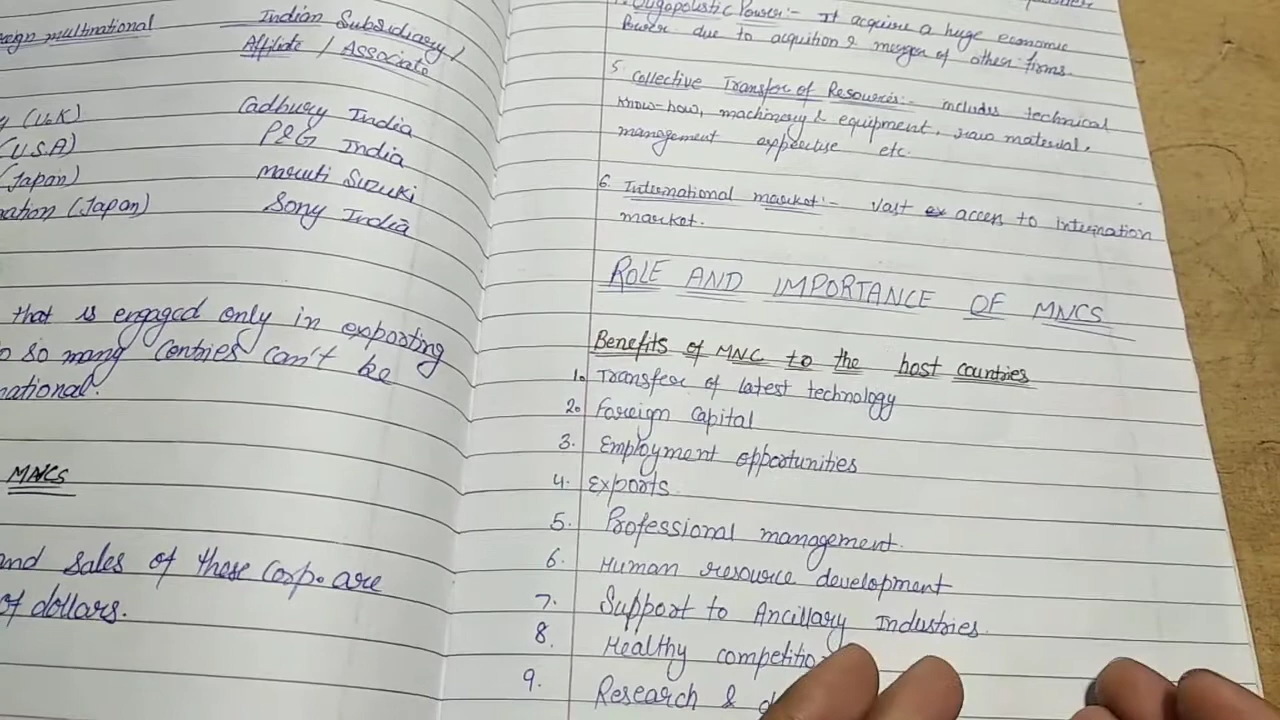 multinational
Indian Subsidiary /
Affiliate / Associate
(U.K) Cadbury India
(U.S.A) P&G India
(Japan) Maruti Suzuki
(Japan) Sony India
that is engaged only in exporting
so many Contries can't be
national.
MNCS
and sales of these Corp. are
of dollars.
Oligopolistic Power:- It acquire a huge economic
Power due to acquition & merger of other firms.
5. Collective Transfer of Resources:- includes technical
know-how, machinery & equipment, raw material,
management expertise etc.
6. International market:- Vast access to internation
market.
ROLE AND IMPORTANCE OF MNCS
Benefits of MNC to the host countries
1. Transfer of latest technology
2. Foreign Capital
3. Employment opportunities
4. Exports
5. Professional management.
6. Human resource development
7. Support to Ancillary Industries.
8. Healthy competitio
9. Research & d